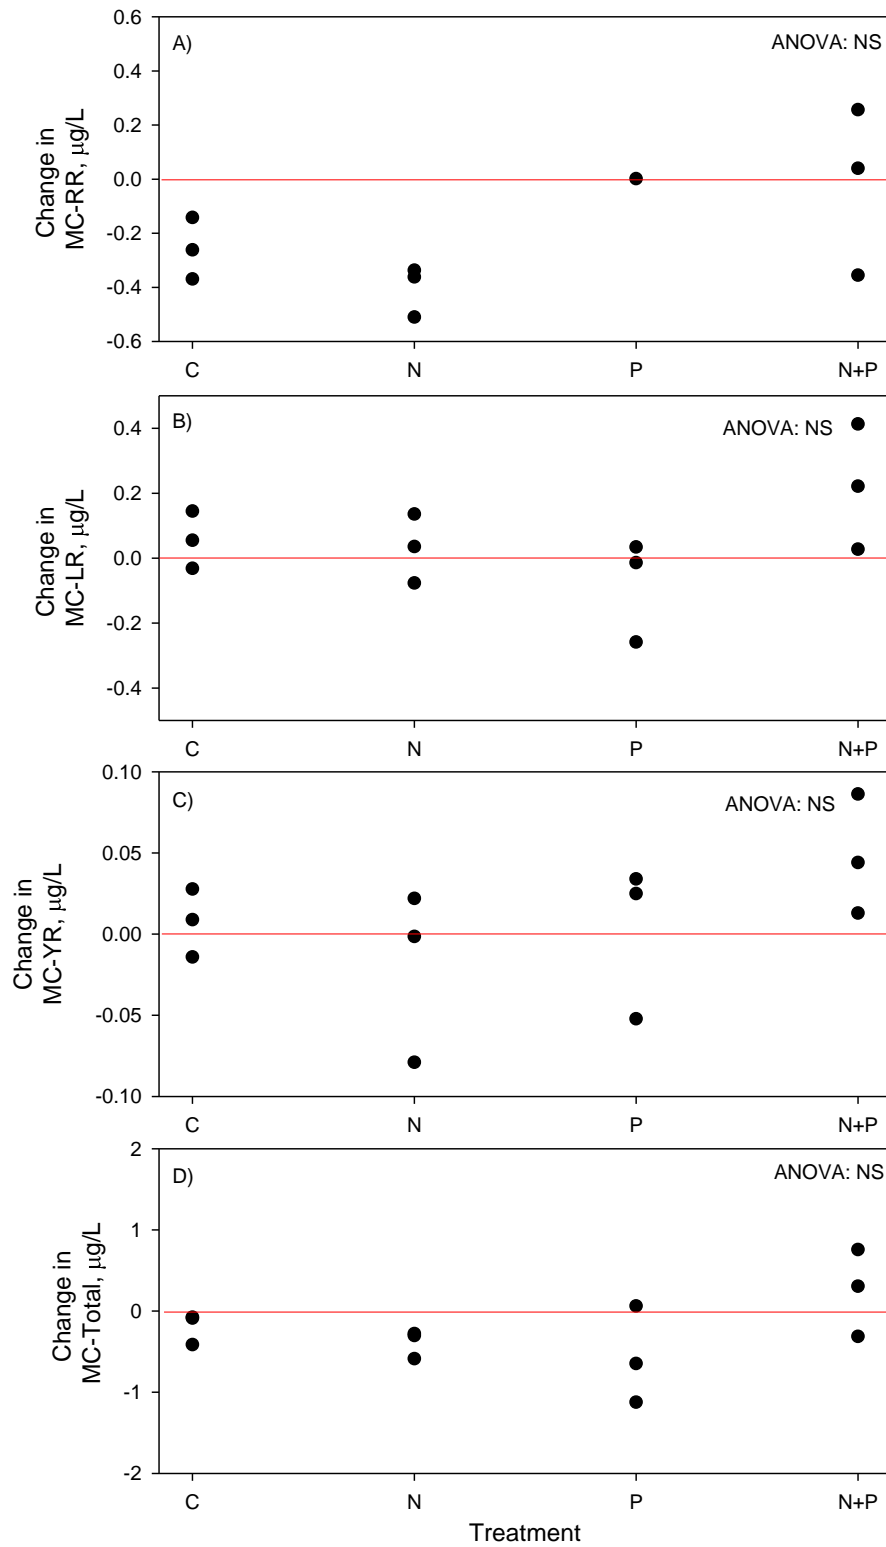 A)
ANOVA: NS
0.6
0.4
0.2
0.0
-0.2
-0.4
-0.6
Change in
MC-RR, μg/L
C N P N+P
B)
ANOVA: NS
0.4
0.2
0.0
-0.2
-0.4
Change in
MC-LR, μg/L
C N P N+P
C)
ANOVA: NS
0.10
0.05
0.00
-0.05
-0.10
Change in
MC-YR, μg/L
C N P N+P
D)
ANOVA: NS
2
1
0
-1
-2
Change in
MC-Total, μg/L
C N P N+P
Treatment